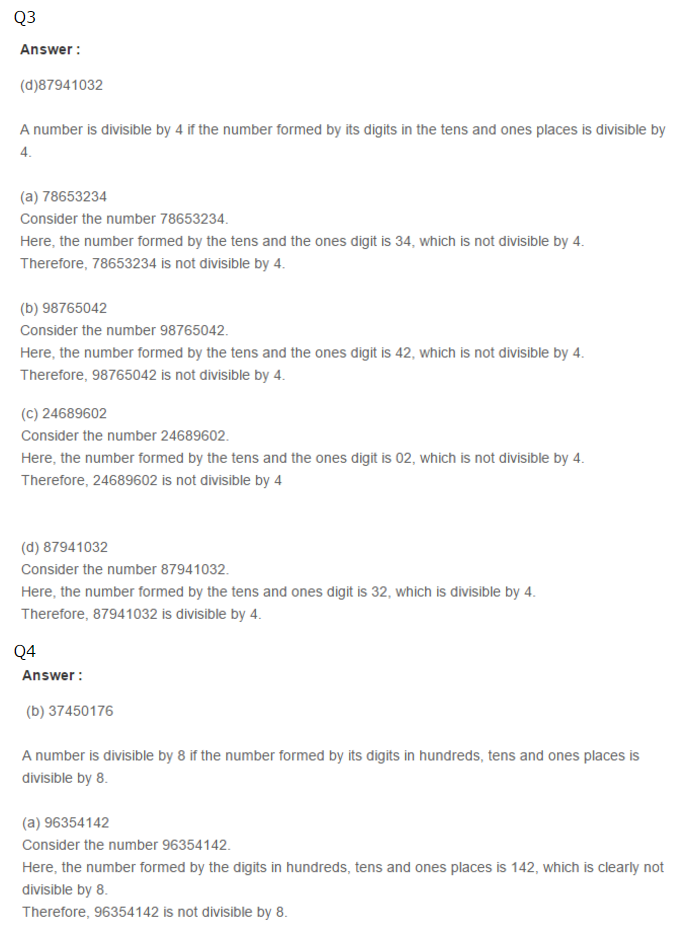 Q3
Answer :
(d)87941032
A number is divisible by 4 if the number formed by its digits in the tens and ones places is divisible by
4.
(a) 78653234
Consider the number 78653234.
Here, the number formed by the tens and the ones digit is 34, which is not divisible by 4.
Therefore, 78653234 is not divisible by 4.
(b) 98765042
Consider the number 98765042.
Here, the number formed by the tens and the ones digit is 42, which is not divisible by 4.
Therefore, 98765042 is not divisible by 4.
(c) 24689602
Consider the number 24689602.
Here, the number formed by the tens and the ones digit is 02, which is not divisible by 4.
Therefore, 24689602 is not divisible by 4
(d) 87941032
Consider the number 87941032.
Here, the number formed by the tens and ones digit is 32, which is divisible by 4.
Therefore, 87941032 is divisible by 4.
Q4
Answer :
(b) 37450176
A number is divisible by 8 if the number formed by its digits in hundreds, tens and ones places is
divisible by 8.
(a) 96354142
Consider the number 96354142.
Here, the number formed by the digits in hundreds, tens and ones places is 142, which is clearly not
divisible by 8.
Therefore, 96354142 is not divisible by 8.